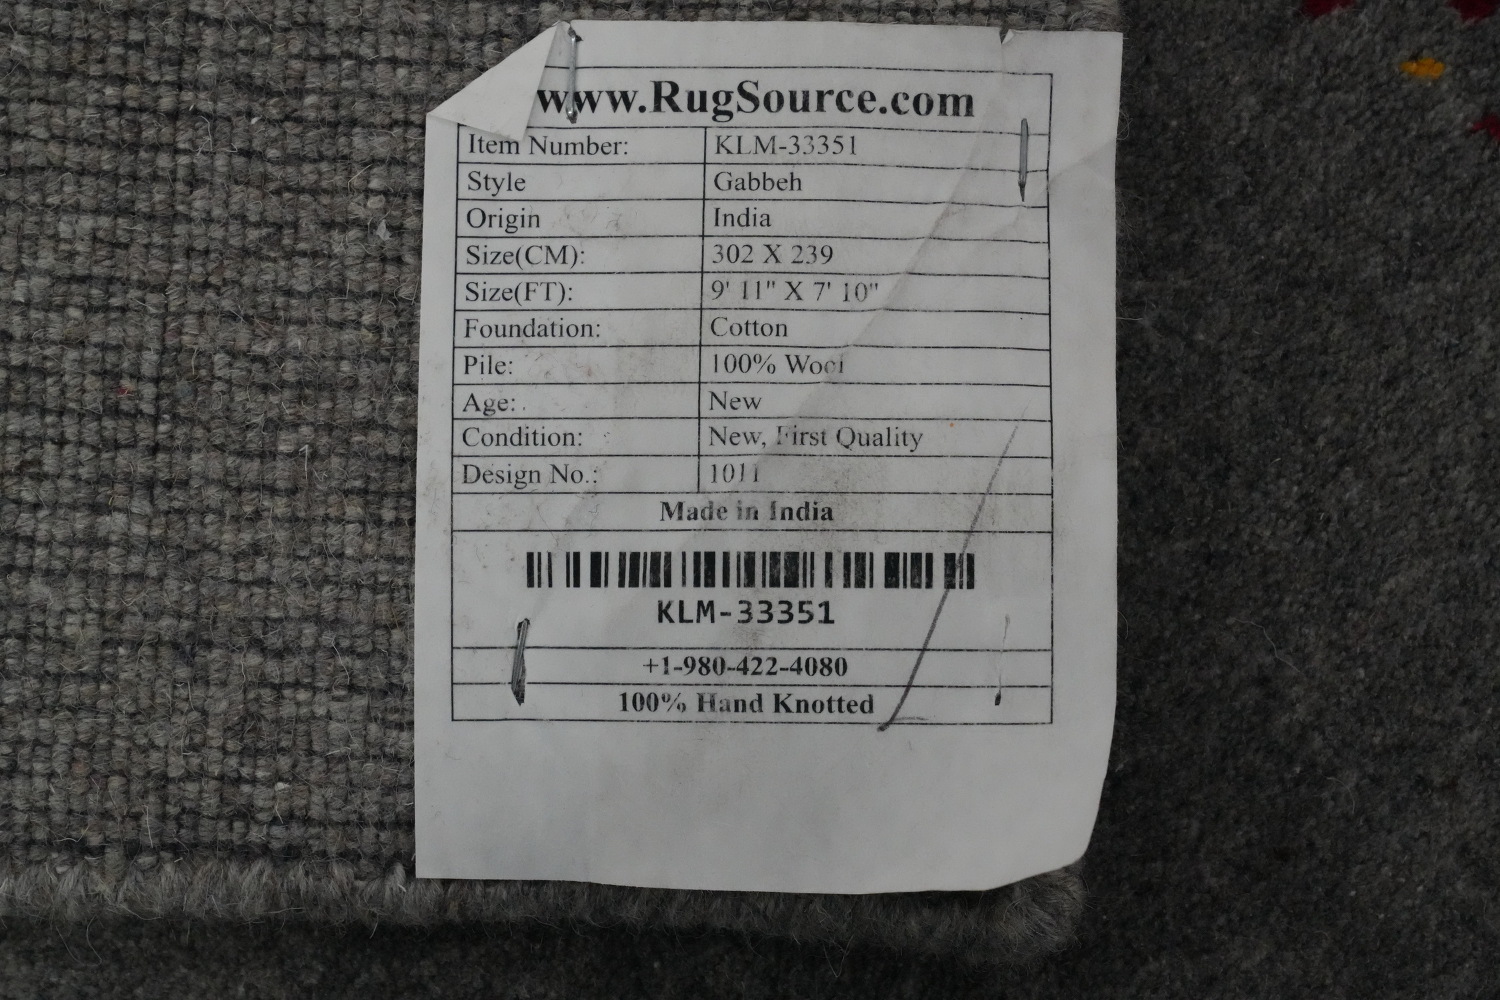 www.RugSource.com
Item Number: KLM-33351
Style Gabbeh
Origin India
Size(CM): 302 X 239
Size(FT): 9' 11" X 7' 10"
Foundation: Cotton
Pile: 100% Wool
Age: New
Condition: New, First Quality
Design No.: 1011
Made in India
KLM-33351
+1-980-422-4080
100% Hand Knotted